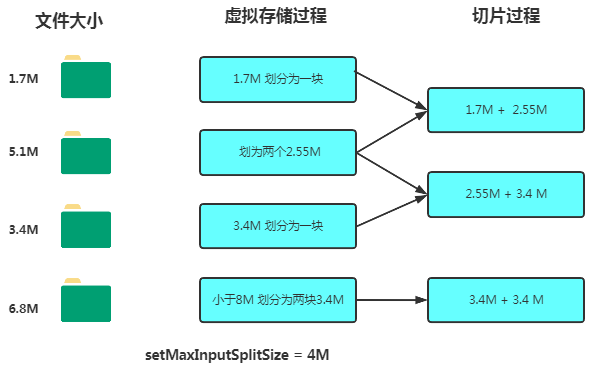 文件大小 虚拟存储过程 切片过程
1.7M 1.7M 划分为一块
1.7M + 2.55M
5.1M 划为两个2.55M
2.55M + 3.4 M
3.4M 3.4M 划分为一块
6.8M 小于8M 划分为两块3.4M 3.4M + 3.4 M
setMaxInputSplitSize = 4M